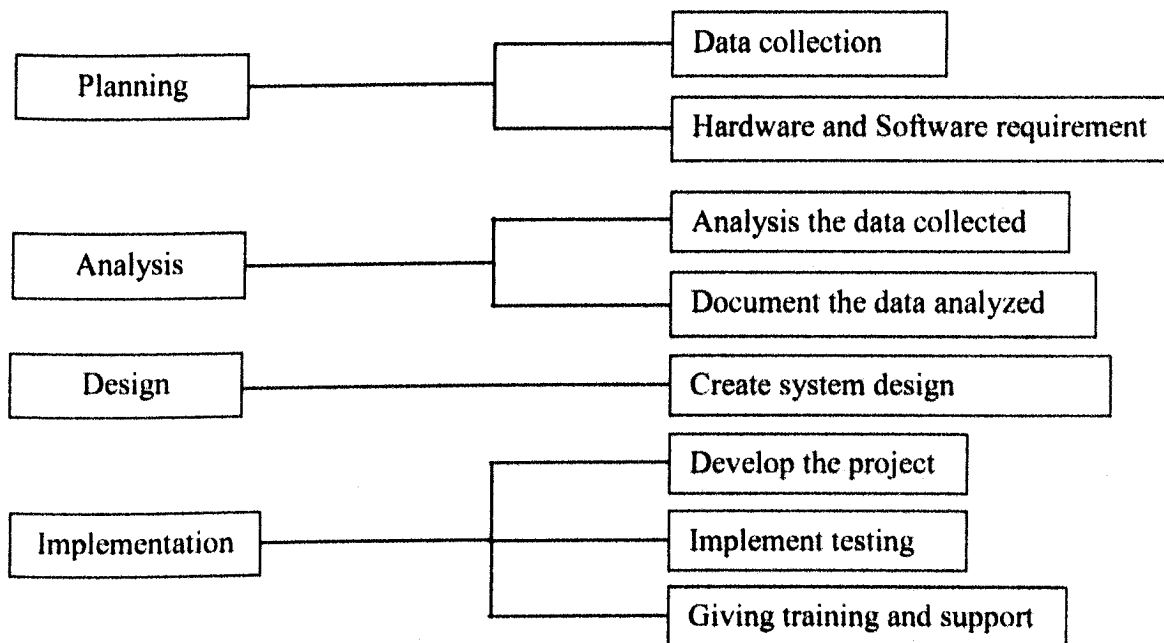 Planning
Data collection
Hardware and Software requirement
Analysis
Analysis the data collected
Document the data analyzed
Design
Create system design
Implementation
Develop the project
Implement testing
Giving training and support